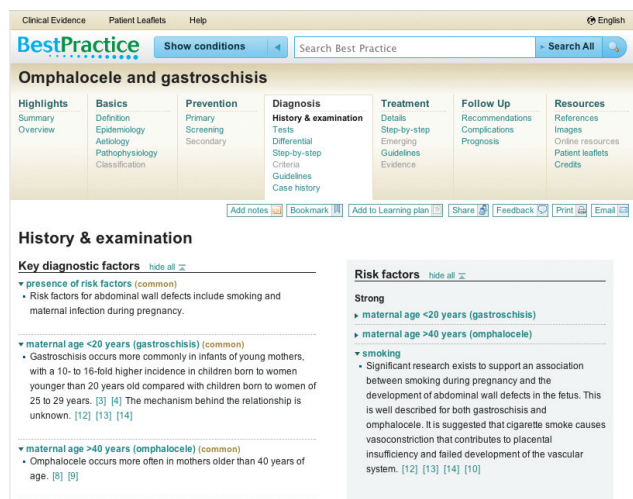 Clinical Evidence Patient Leaflets Help English
BestPractice Show conditions Search Best Practice Search All
Omphalocele and gastroschisis
Highlights
Summary
Overview
Basics
Definition
Epidemiology
Aetiology
Pathophysiology
Classification
Prevention
Primary
Screening
Secondary
Diagnosis
History & examination
Tests
Differential
Step-by-step
Criteria
Guidelines
Case history
Treatment
Details
Step-by-step
Emerging
Guidelines
Evidence
Follow Up
Recommendations
Complications
Prognosis
Resources
References
Images
Online resources
Patient leaflets
Credits
Add notes Bookmark Add to Learning plan Share Feedback Print Email
History & examination
Key diagnostic factors hide all
presence of risk factors (common)
• Risk factors for abdominal wall defects include smoking and
maternal infection during pregnancy.
maternal age <20 years (gastroschisis) (common)
• Gastroschisis occurs more commonly in infants of young mothers,
with a 10- to 16-fold higher incidence in children born to women
younger than 20 years old compared with children born to women of
25 to 29 years. [3] [4] The mechanism behind the relationship is
unknown. [12] [13] [14]
maternal age >40 years (omphalocele) (common)
• Omphalocele occurs more often in mothers older than 40 years of
age. [8] [9]
Risk factors hide all
Strong
maternal age <20 years (gastroschisis)
maternal age >40 years (omphalocele)
smoking
• Significant research exists to support an association
between smoking during pregnancy and the
development of abdominal wall defects in the fetus. This
is well described for both gastroschisis and
omphalocele. It is suggested that cigarette smoke causes
vasoconstriction that contributes to placental
insufficiency and failed development of the vascular
system. [12] [13] [14] [10]